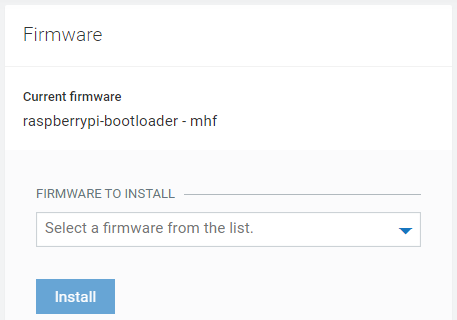 Firmware
Current firmware
raspberrypi-bootloader - mhf
FIRMWARE TO INSTALL
Select a firmware from the list.
Install